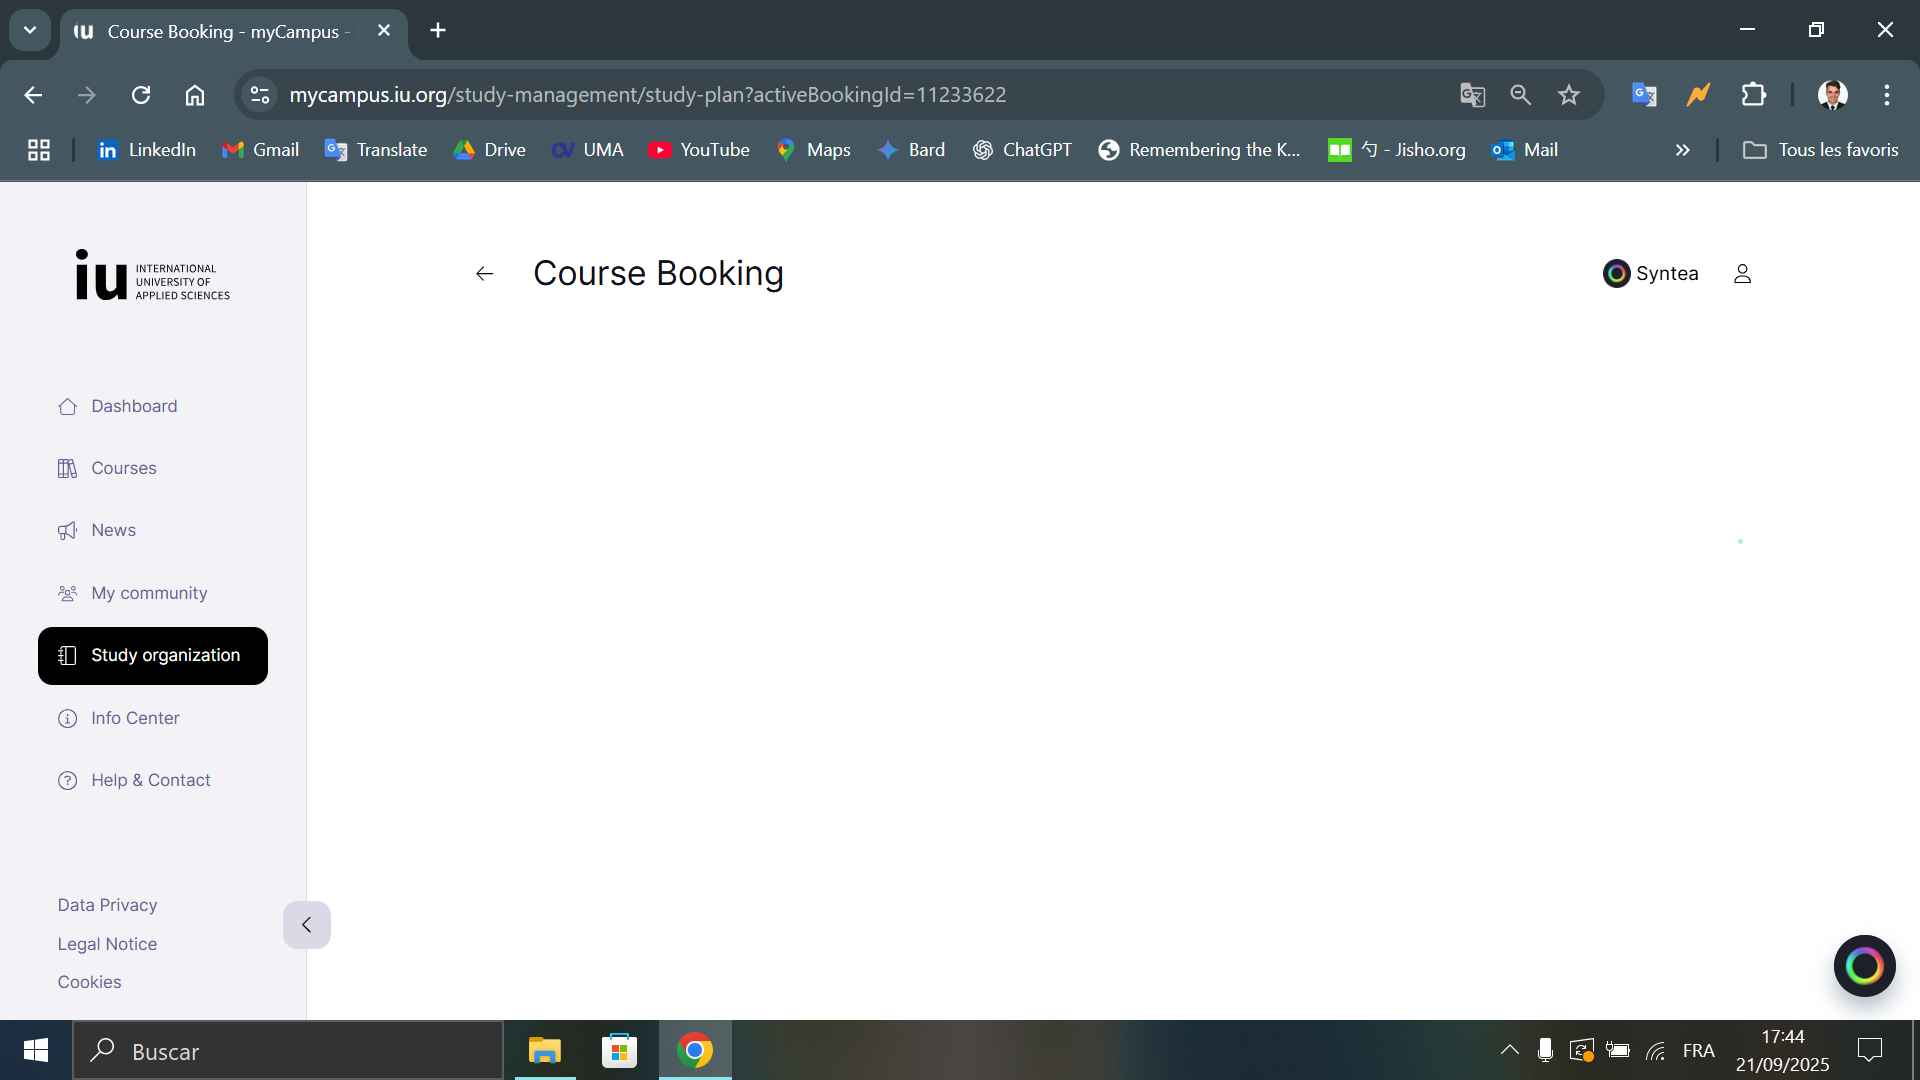 Course Booking - myCampus -
mycampus.iu.org/study-management/study-plan?activeBookingId=11233622
LinkedIn
Gmail
Translate
Drive
UMA
YouTube
Maps
Bard
ChatGPT
Remembering the K...
勺 - Jisho.org
Mail
Tous les favoris
iu INTERNATIONAL
UNIVERSITY OF
APPLIED SCIENCES
Course Booking
Syntea
Dashboard
Courses
News
My community
Study organization
Info Center
Help & Contact
Data Privacy
Legal Notice
Cookies
Buscar
FRA
17:44
21/09/2025